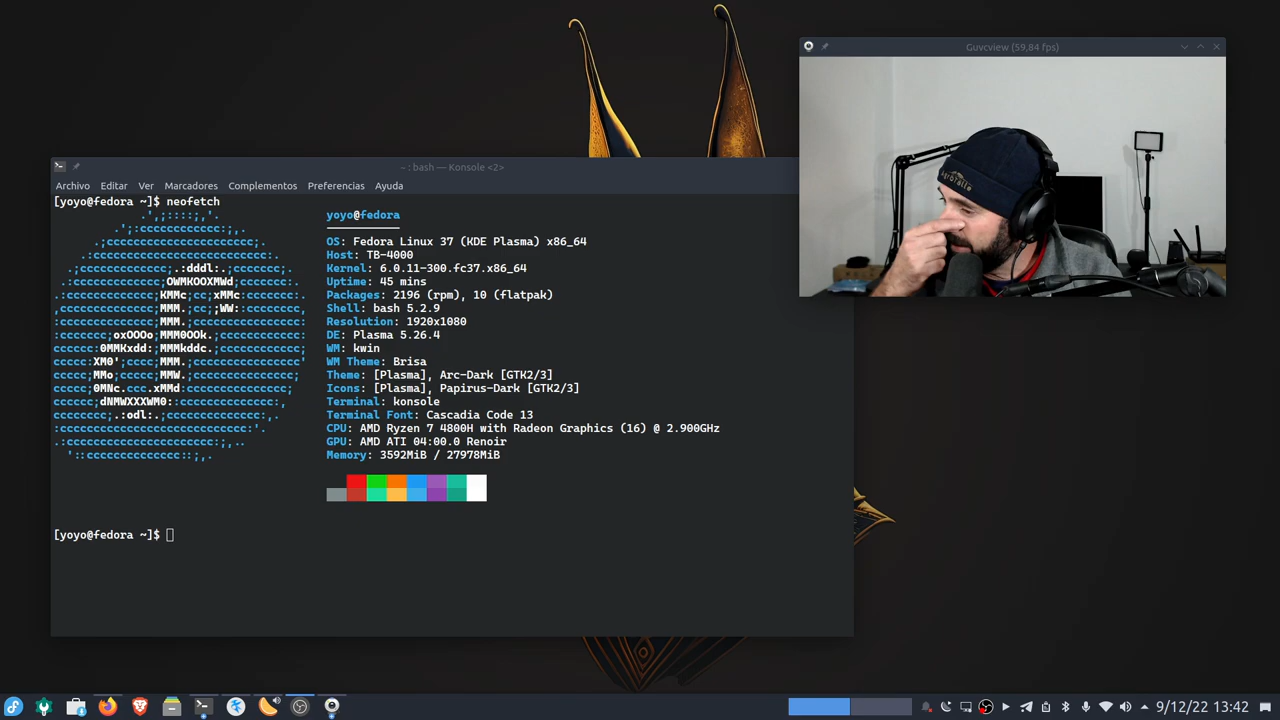 Guvcview (59,84 fps)
~ : bash — Konsole <2>
Archivo Editar Ver Marcadores Complementos Preferencias Ayuda
[yoyo@fedora ~]$ neofetch
yoyo@fedora
OS: Fedora Linux 37 (KDE Plasma) x86_64
Host: TB-4000
Kernel: 6.0.11-300.fc37.x86_64
Uptime: 45 mins
Packages: 2196 (rpm), 10 (flatpak)
Shell: bash 5.2.9
Resolution: 1920x1080
DE: Plasma 5.26.4
WM: kwin
WM Theme: Brisa
Theme: [Plasma], Arc-Dark [GTK2/3]
Icons: [Plasma], Papirus-Dark [GTK2/3]
Terminal: konsole
Terminal Font: Cascadia Code 13
CPU: AMD Ryzen 7 4800H with Radeon Graphics (16) @ 2.900GHz
GPU: AMD ATI 04:00.0 Renoir
Memory: 3592MiB / 27978MiB
[yoyo@fedora ~]$
9/12/22 13:42